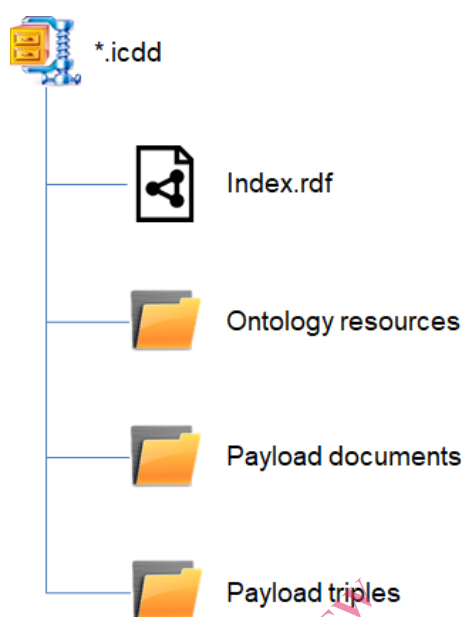 *.icdd
Index.rdf
Ontology resources
Payload documents
Payload triples